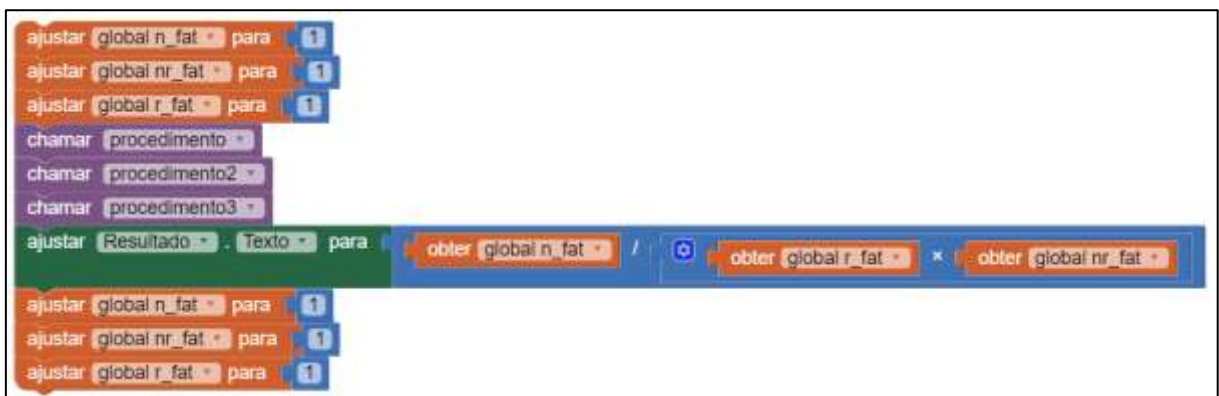 ajustar global n_fat para 1
ajustar global nr_fat para 1
ajustar global r_fat para 1
chamar procedimento
chamar procedimento2
chamar procedimento3
ajustar Resultado . Texto para obter global n_fat / obter global r_fat × obter global nr_fat
ajustar global n_fat para 1
ajustar global nr_fat para 1
ajustar global r_fat para 1